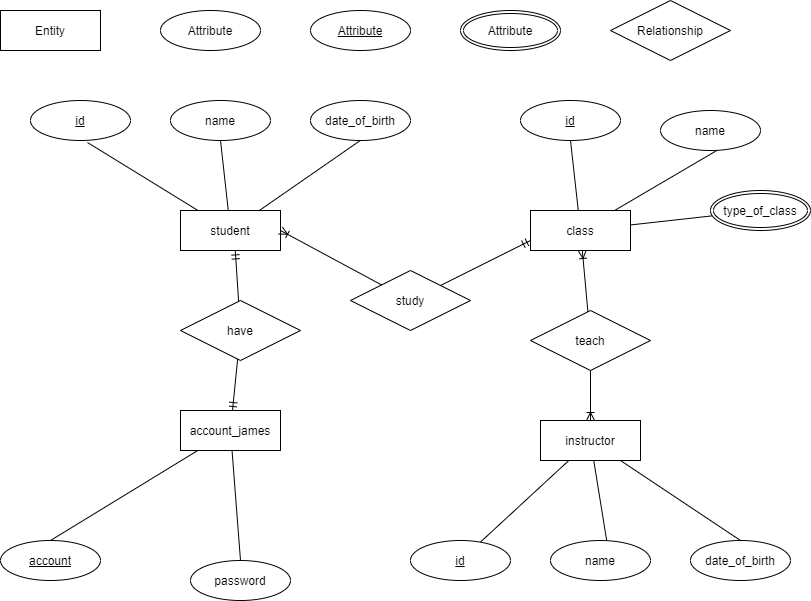 Entity
Attribute
Attribute
Attribute
Relationship
id
name
date_of_birth
id
name
type_of_class
student
class
study
have
teach
account_james
instructor
account
password
id
name
date_of_birth